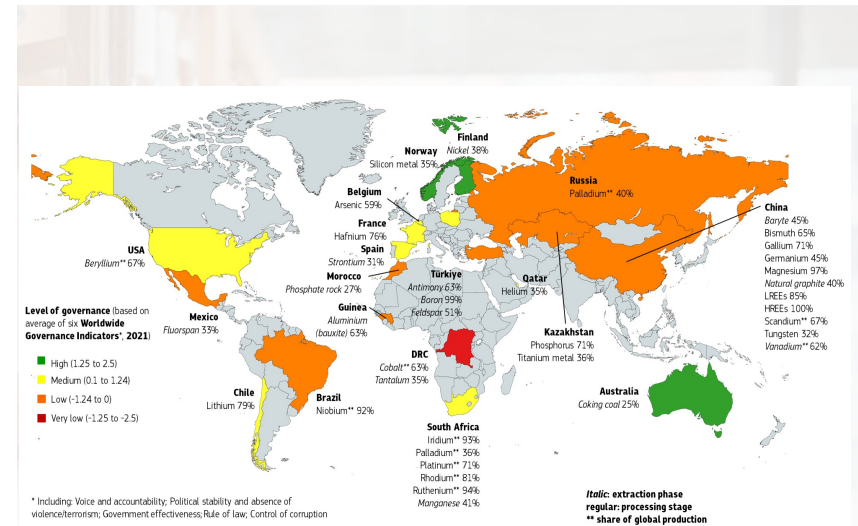 Finland
Nickel 38%
Norway
Silicon metal 35%
Russia
Palladium** 40%
Belgium
Arsenic 59%
France
Hafnium 76%
Spain
Strontium 31%
Morocco
Phosphate rock 27%
Türkiye
Antimony 63%
Boron 99%
Feldspar 51%
Qatar
Helium 35%
China
Baryte 45%
Bismuth 65%
Gallium 71%
Germanium 45%
Magnesium 97%
Natural graphite 40%
LREEs 85%
HREEs 100%
Scandium** 67%
Tungsten 32%
Vanadium** 62%
USA
Beryllium** 67%
Mexico
Fluorspan 33%
Guinea
Aluminium
(bauxite) 63%
Kazakhstan
Phosphorus 71%
Titanium metal 36%
DRC
Cobalt** 63%
Tantalum 35%
Chile
Lithium 79%
Brazil
Niobium** 92%
Australia
Coking coal 25%
South Africa
Iridium** 93%
Palladium** 36%
Platinum** 71%
Rhodium** 81%
Ruthenium** 94%
Manganese 41%
Level of governance (based on
average of six Worldwide
Governance Indicators*, 2021)
High (1.25 to 2.5)
Medium (0.1 to 1.24)
Low (-1.24 to 0)
Very low (-1.25 to -2.5)
* Including: Voice and accountability; Political stability and absence of
violence/terrorism; Government effectiveness; Rule of law; Control of corruption
Italic: extraction phase
regular: processing stage
** share of global production